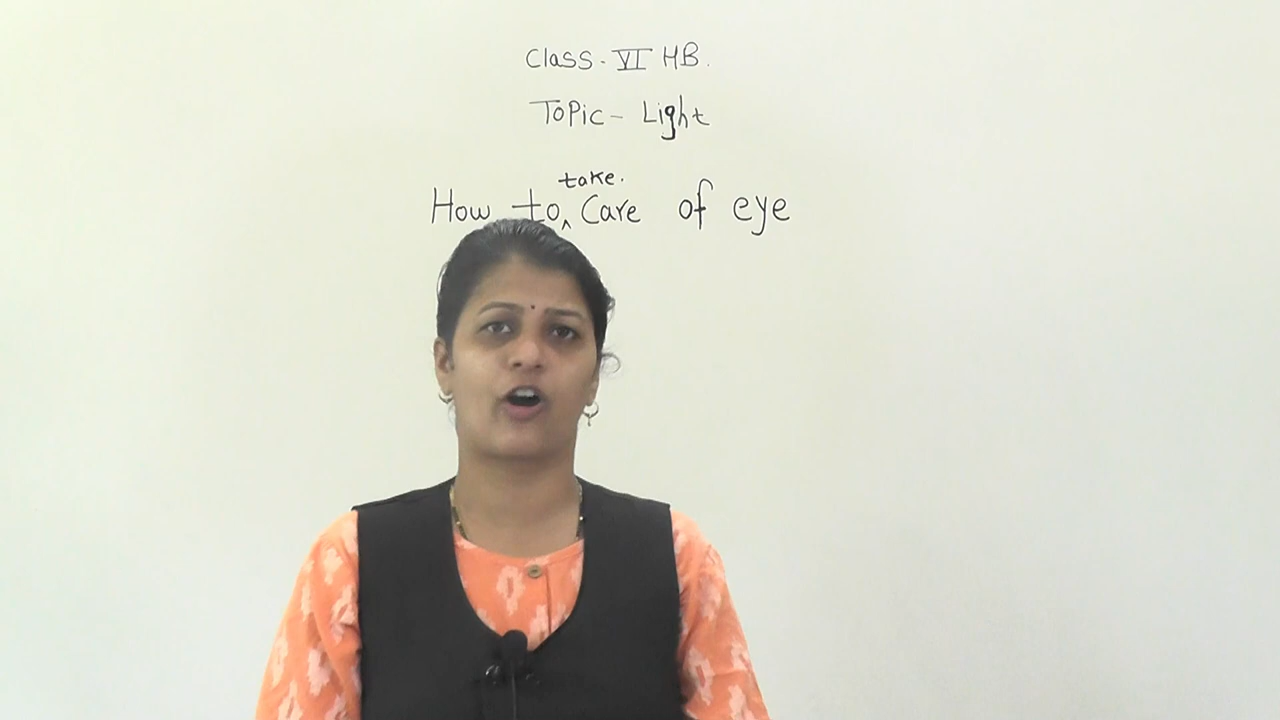 Class - VI HB.
Topic - Light
take.
How to ^ Care of eye